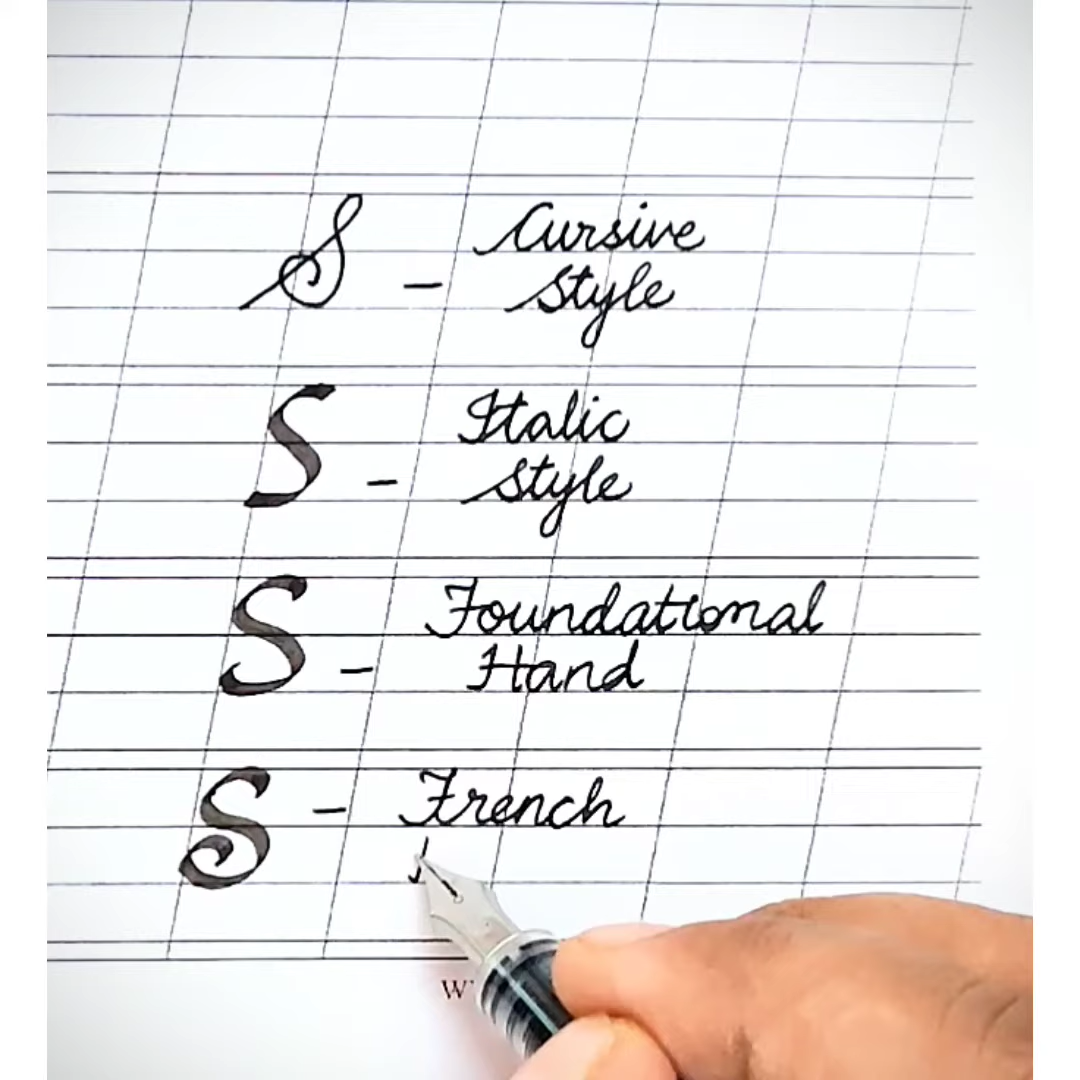 S - Cursive
Style
S - Italic
Style
S - Foundational
Hand
S - French